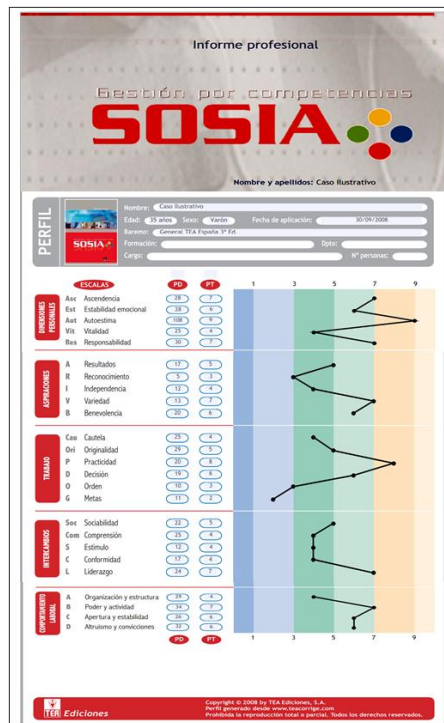 Informe profesional
Gestión por competencias
SOSIA
Nombre y apellidos: Caso Ilustrativo
PERFIL
SOSIA
Nombre: Caso Ilustrativo
Edad: 35 años Sexo: Varón Fecha de aplicación: 30/09/2008
Baremo: General TEA España 3ª Ed
Formación: Dpto:
Cargo: Nº personas:
ESCALAS PD PT 1 3 5 7 9
DIMENSIONES PERSONALES
Asc Ascendencia 28 7
Est Estabilidad emocional 28 6
Aut Autoestima 108 9
Vit Vitalidad 25 4
Res Responsabilidad 30 7
ASPIRACIONES
A Resultados 17 5
R Reconocimiento 5 3
I Independencia 12 4
V Variedad 13 7
B Benevolencia 20 6
TRABAJO
Cau Cautela 25 4
Ori Originalidad 29 5
P Practicidad 20 8
D Decisión 19 6
O Orden 10 3
G Metas 11 2
INTERCAMBIOS
Soc Sociabilidad 22 5
Com Comprensión 25 4
S Estímulo 12 4
C Conformidad 17 4
L Liderazgo 24 7
COMPORTAMIENTO LABORAL
A Organización y estructura 29 4
B Poder y actividad 34 7
C Apertura y estabilidad 26 6
D Altruismo y convicciones 32 6
PD PT 1 3 5 7 9
TEA Ediciones
Copyright © 2008 by TEA Ediciones, S.A.
Perfil generado desde www.teacorrige.com
Prohibida la reproducción total o parcial. Todos los derechos reservados.